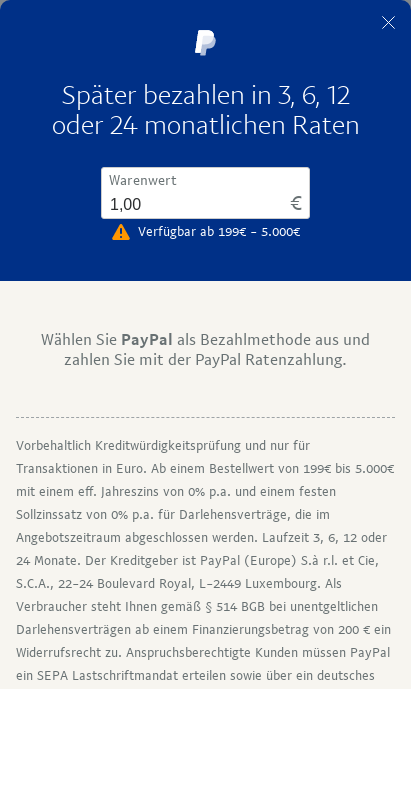 Später bezahlen in 3, 6, 12
oder 24 monatlichen Raten
Warenwert
1,00
€
Verfügbar ab 199€ - 5.000€
Wählen Sie PayPal als Bezahlmethode aus und
zahlen Sie mit der PayPal Ratenzahlung.
Vorbehaltlich Kreditwürdigkeitsprüfung und nur für
Transaktionen in Euro. Ab einem Bestellwert von 199€ bis 5.000€
mit einem eff. Jahreszins von 0% p.a. und einem festen
Sollzinssatz von 0% p.a. für Darlehensverträge, die im
Angebotszeitraum abgeschlossen werden. Laufzeit 3, 6, 12 oder
24 Monate. Der Kreditgeber ist PayPal (Europe) S.à r.l. et Cie,
S.C.A., 22-24 Boulevard Royal, L-2449 Luxembourg. Als
Verbraucher steht Ihnen gemäß § 514 BGB bei unentgeltlichen
Darlehensverträgen ab einem Finanzierungsbetrag von 200 € ein
Widerrufsrecht zu. Anspruchsberechtigte Kunden müssen PayPal
ein SEPA Lastschriftmandat erteilen sowie über ein deutsches